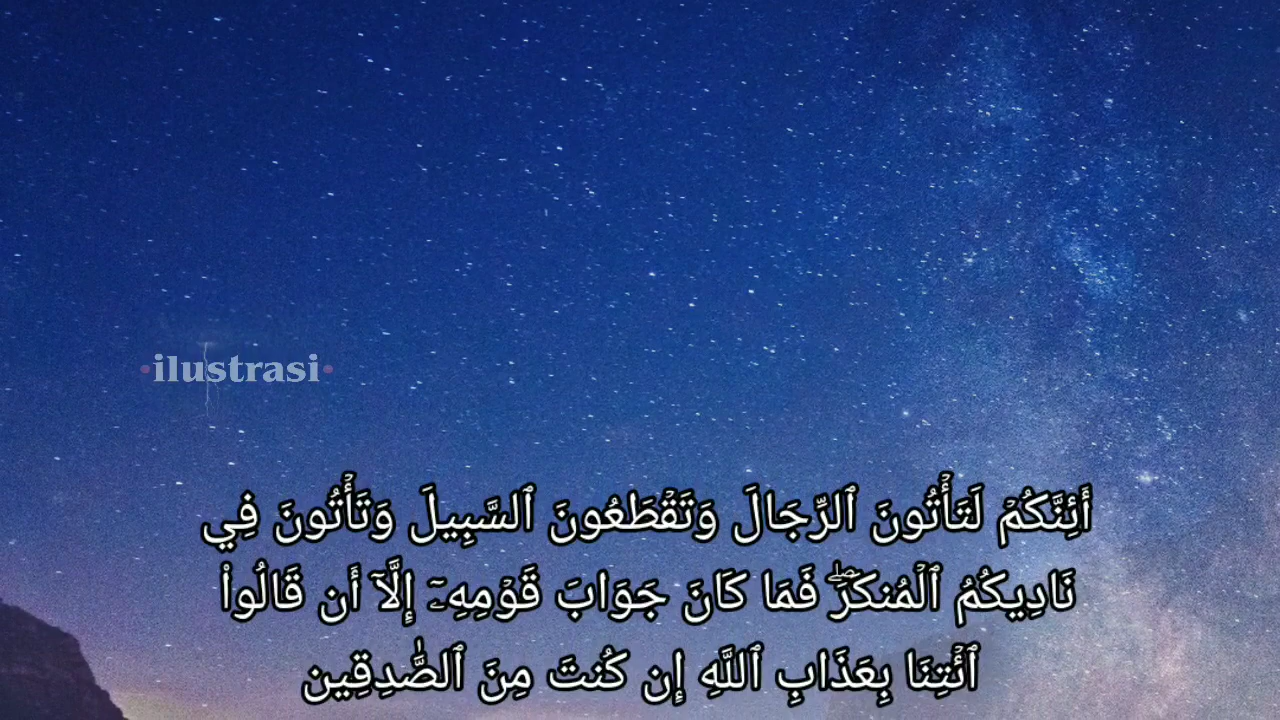 •ilustrasi•
أَئِنَّكُمۡ لَتَأۡتُونَ ٱلرِّجَالَ وَتَقۡطَعُونَ ٱلسَّبِيلَ وَتَأۡتُونَ فِي
نَادِيكُمُ ٱلۡمُنكَرَۖ فَمَا كَانَ جَوَابَ قَوۡمِهِۦٓ إِلَّآ أَن قَالُواْ
ٱئۡتِنَا بِعَذَابِ ٱللَّهِ إِن كُنتَ مِنَ ٱلصَّٰدِقِين